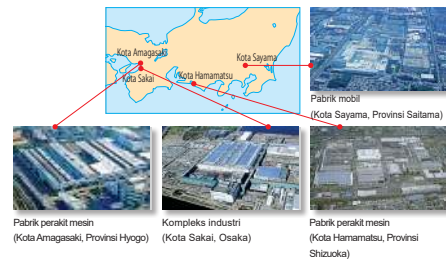 Kota Amagasaki
Kota Sakai
Kota Hamamatsu
Kota Sayama
Pabrik mobil
(Kota Sayama, Provinsi Saitama)
Pabrik perakit mesin
(Kota Amagasaki, Provinsi Hyogo)
Kompleks industri
(Kota Sakai, Osaka)
Pabrik perakit mesin
(Kota Hamamatsu, Provinsi
Shizuoka)